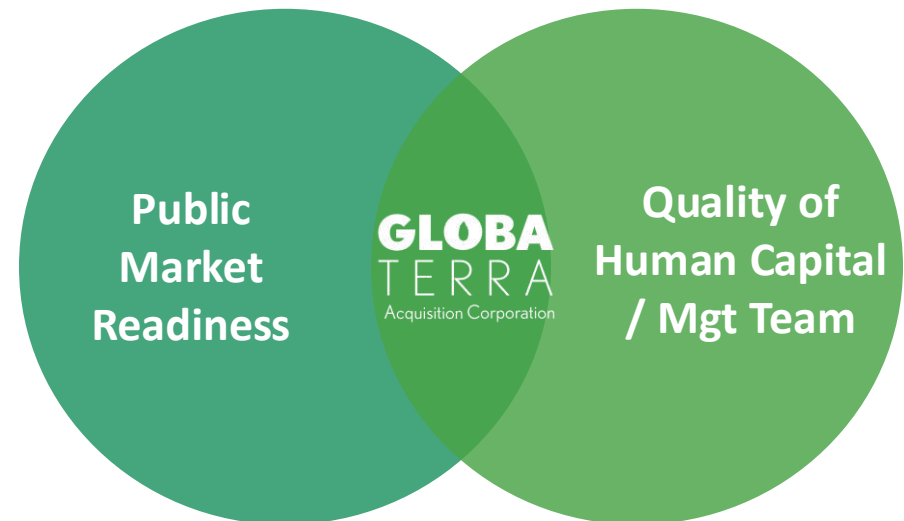 Public
Market
Readiness
GLOBA
TERRA
Acquisition Corporation
Quality of
Human Capital
/ Mgt Team